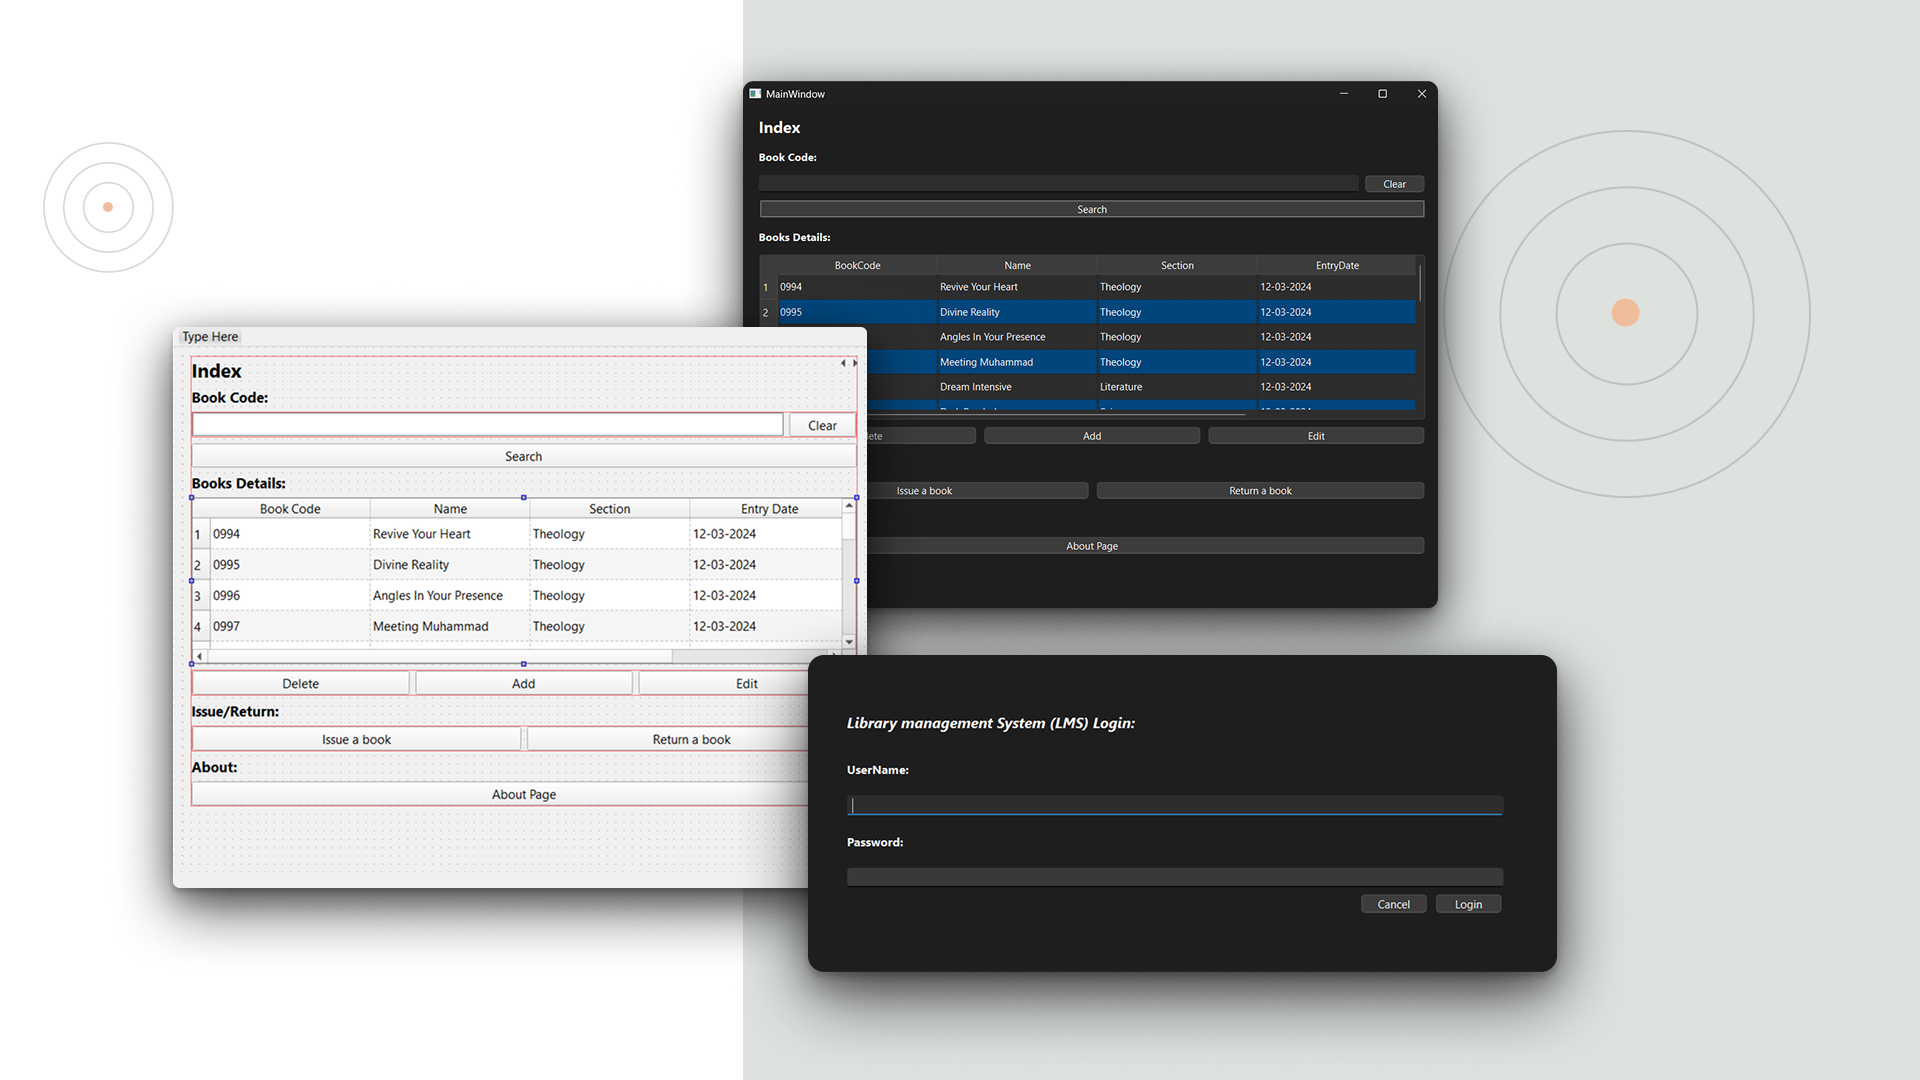 MainWindow
Index
Book Code:
Clear
Search
Books Details:
BookCode Name Section EntryDate
1 0994 Revive Your Heart Theology 12-03-2024
2 0995 Divine Reality Theology 12-03-2024
Angles In Your Presence Theology 12-03-2024
Meeting Muhammad Theology 12-03-2024
Dream Intensive Literature 12-03-2024
Add Edit
Issue a book Return a book
About Page
Type Here
Index
Book Code:
Clear
Search
Books Details:
Book Code Name Section Entry Date
1 0994 Revive Your Heart Theology 12-03-2024
2 0995 Divine Reality Theology 12-03-2024
3 0996 Angles In Your Presence Theology 12-03-2024
4 0997 Meeting Muhammad Theology 12-03-2024
Delete Add Edit
Issue/Return:
Issue a book Return a book
About:
About Page
Library management System (LMS) Login:
UserName:
Password:
Cancel Login